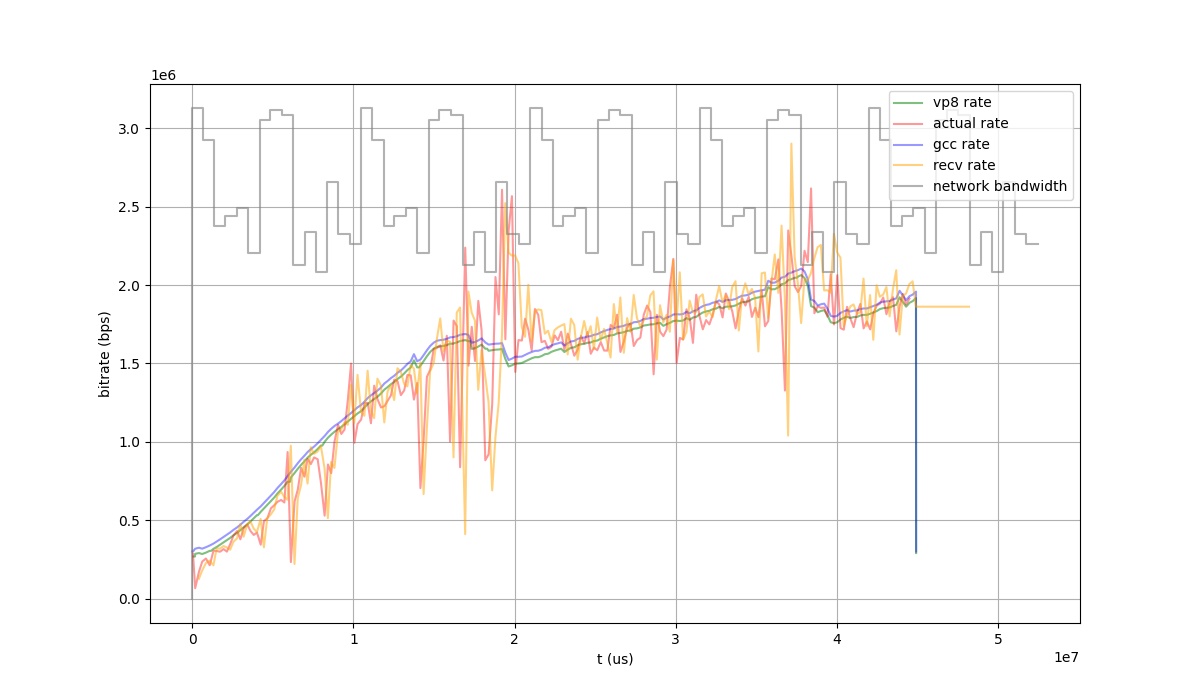 1e6
3.0
2.5
2.0
1.5
1.0
0.5
0.0
bitrate (bps)
vp8 rate
actual rate
gcc rate
recv rate
network bandwidth
0 1 2 3 4 5
t (us)
1e7